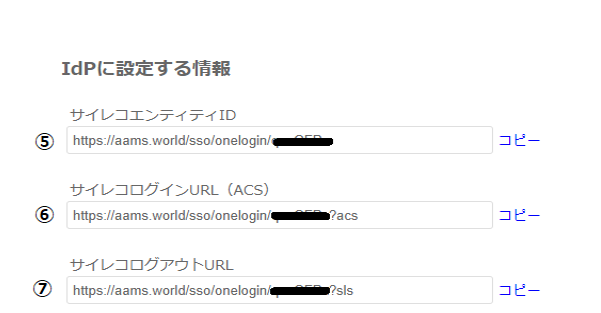 IdPに設定する情報
サイレコエンティティID
⑤ https://aams.world/sso/onelogin/ コピー
サイレコログインURL（ACS）
⑥ https://aams.world/sso/onelogin/ ?acs コピー
サイレコログアウトURL
⑦ https://aams.world/sso/onelogin/ ?sls コピー